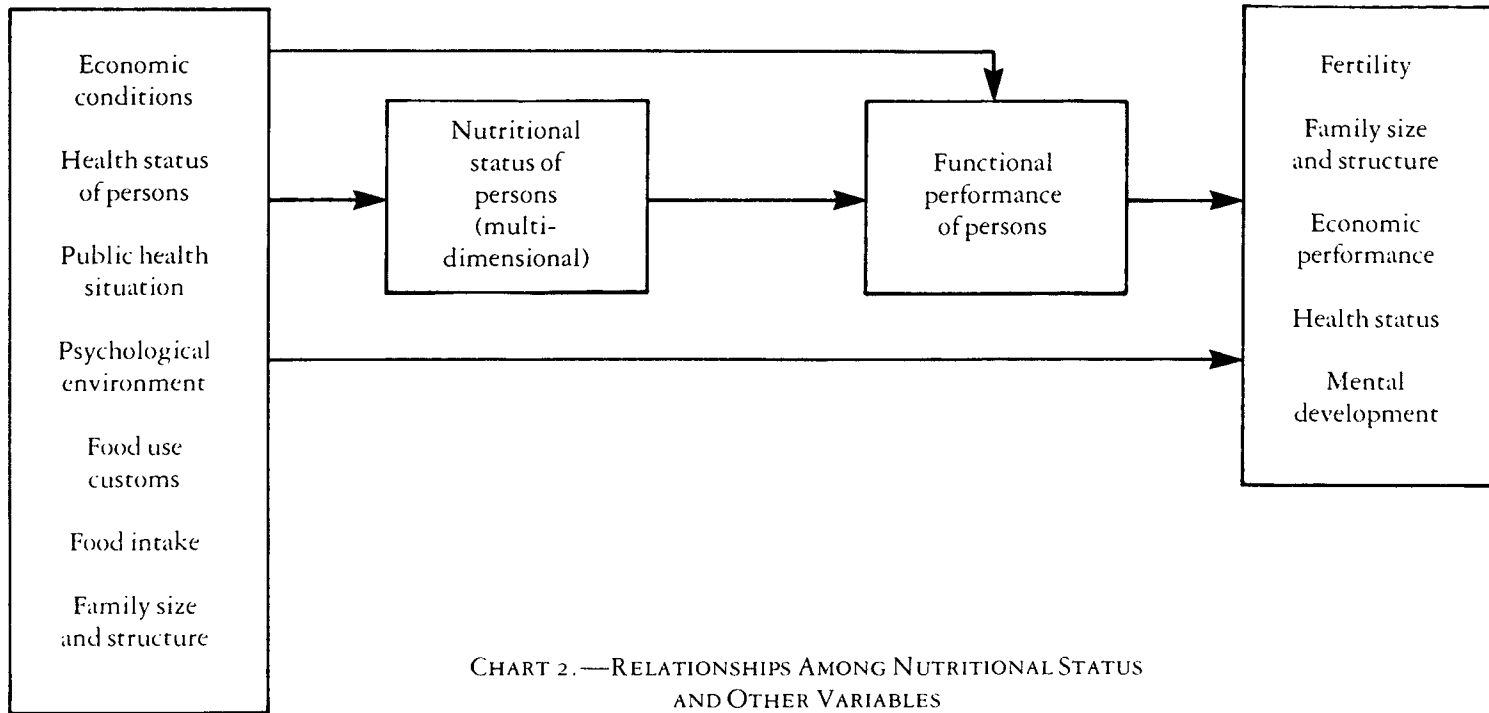 Economic
conditions
Health status
of persons
Public health
situation
Psychological
environment
Food use
customs
Food intake
Family size
and structure
Nutritional
status of
persons
(multi-
dimensional)
Functional
performance
of persons
Fertility
Family size
and structure
Economic
performance
Health status
Mental
development
CHART 2.—RELATIONSHIPS AMONG NUTRITIONAL STATUS
AND OTHER VARIABLES